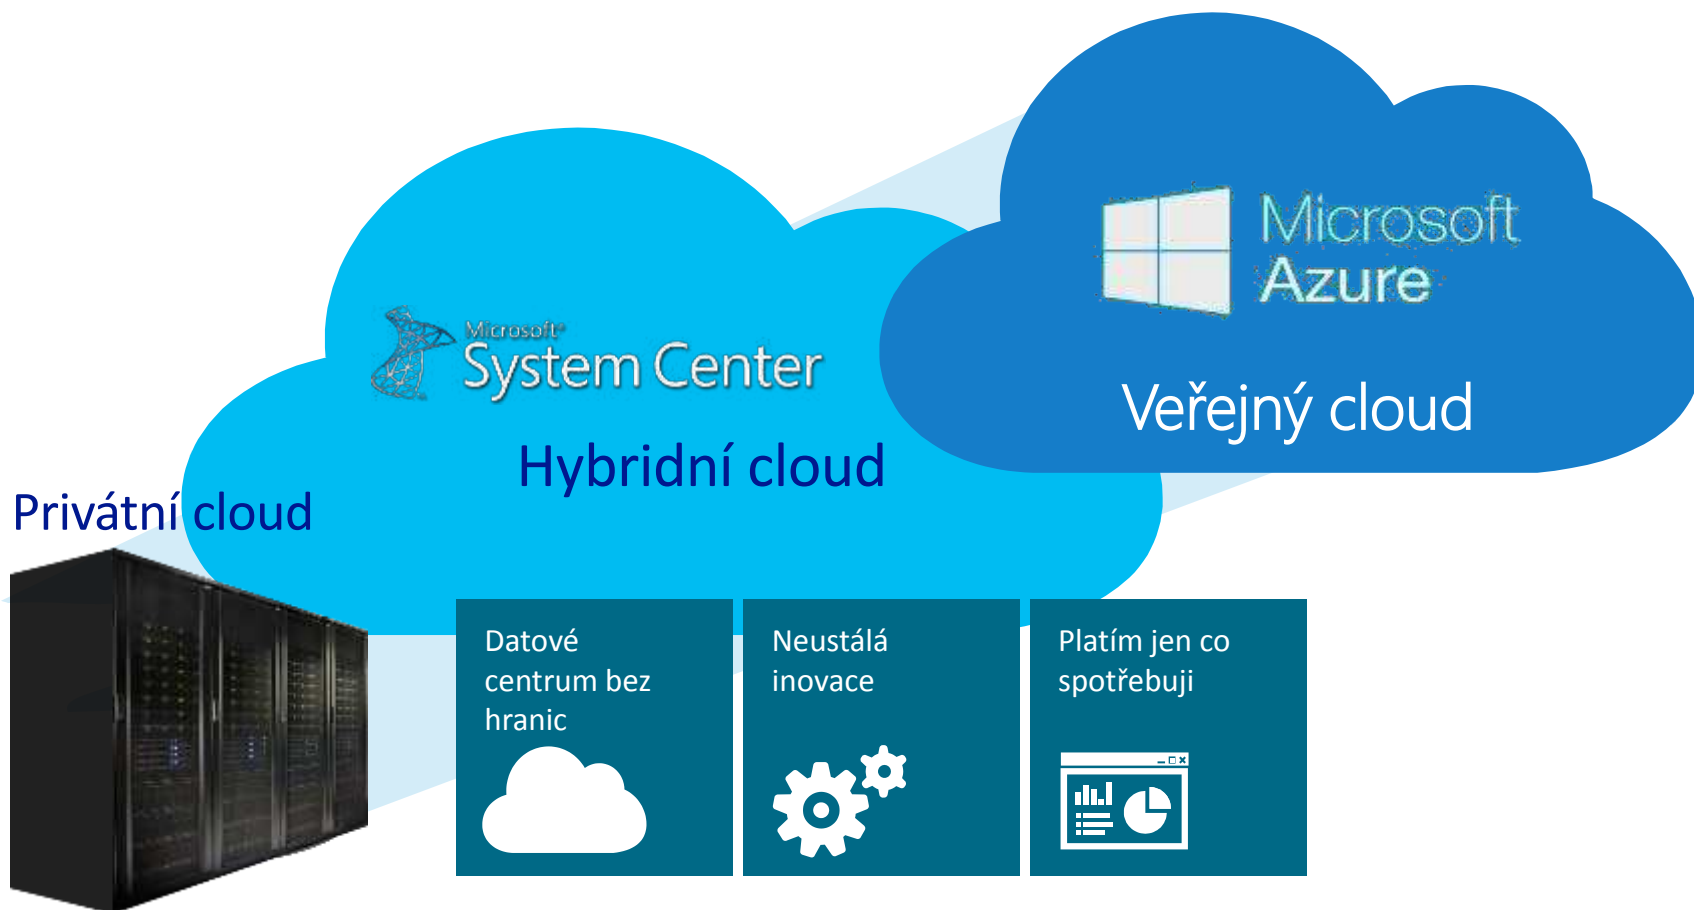 Microsoft
Azure
Veřejný cloud
Microsoft®
System Center
Hybridní cloud
Privátní cloud
Datové
centrum bez
hranic
Neustálá
inovace
Platím jen co
spotřebuji